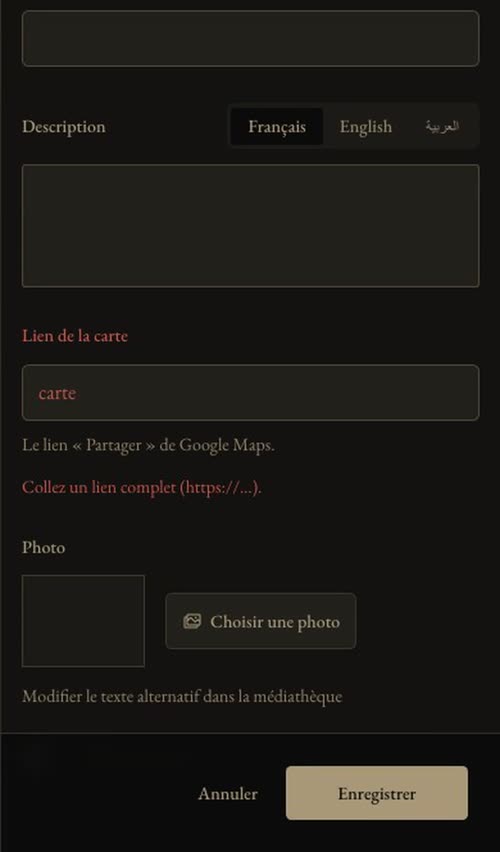 Description
Français
English
العربية
Lien de la carte
carte
Le lien « Partager » de Google Maps.
Collez un lien complet (https://…).
Photo
Choisir une photo
Modifier le texte alternatif dans la médiathèque
Annuler
Enregistrer